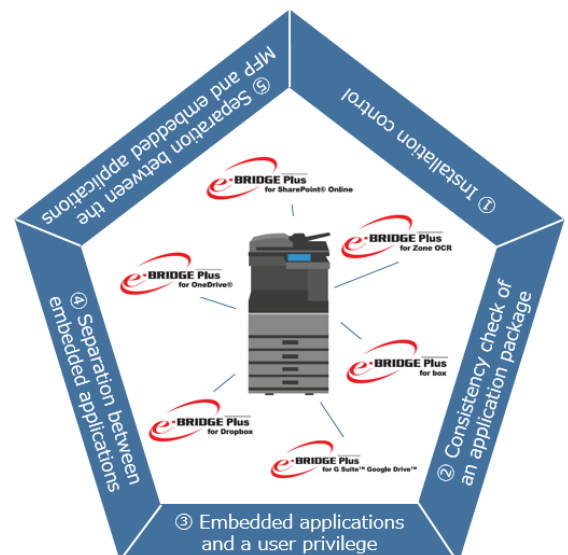 ① Installation control
② Consistency check of
an application package
③ Embedded applications
and a user privilege
④ Separation between
embedded applications
⑤ Separation between the
MFP and embedded applications
e-BRIDGE Plus
for SharePoint® Online
e-BRIDGE Plus
for Zone OCR
e-BRIDGE Plus
for OneDrive®
e-BRIDGE Plus
for box
e-BRIDGE Plus
for Dropbox
e-BRIDGE Plus
for G Suite™ Google Drive™